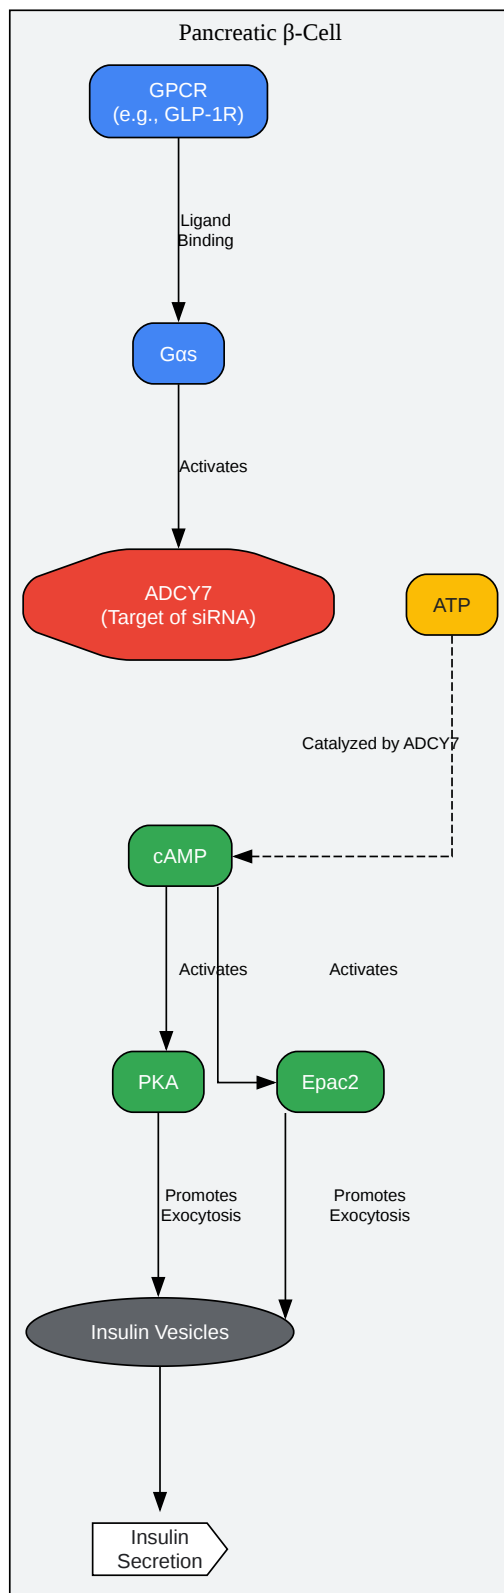 Pancreatic β-Cell
GPCR
(e.g., GLP-1R)
Ligand
Binding
Gαs
Activates
ADCY7
(Target of siRNA)
ATP
Catalyzed by ADCY7
cAMP
Activates
Activates
PKA
Epac2
Promotes
Exocytosis
Promotes
Exocytosis
Insulin Vesicles
Insulin
Secretion